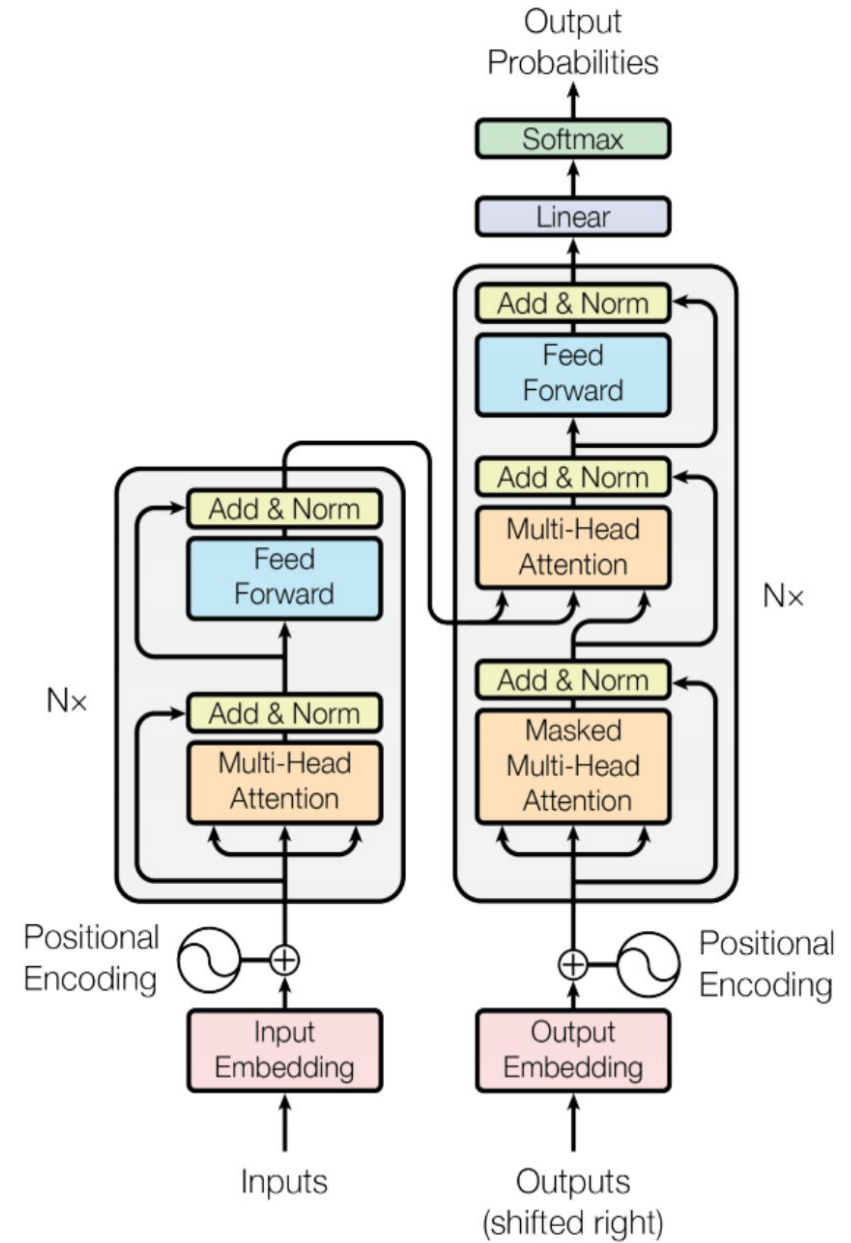 Output
Probabilities
Softmax
Linear
Add & Norm
Feed
Forward
Add & Norm
Multi-Head
Attention
Add & Norm
Masked
Multi-Head
Attention
N×
Add & Norm
Feed
Forward
Add & Norm
Multi-Head
Attention
N×
Positional
Encoding
Positional
Encoding
Input
Embedding
Output
Embedding
Inputs
Outputs
(shifted right)